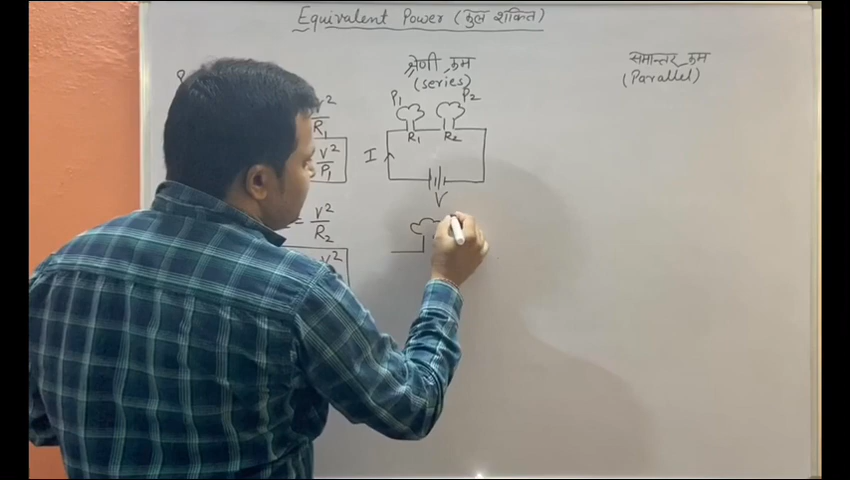 Equivalent Power (कुल शक्ति)
श्रेणी क्रम
(series)
समान्तर क्रम
(Parallel)
P1 P2
R1 R2
I
V
V²
R1
V²
P1
= V²
R2
V²